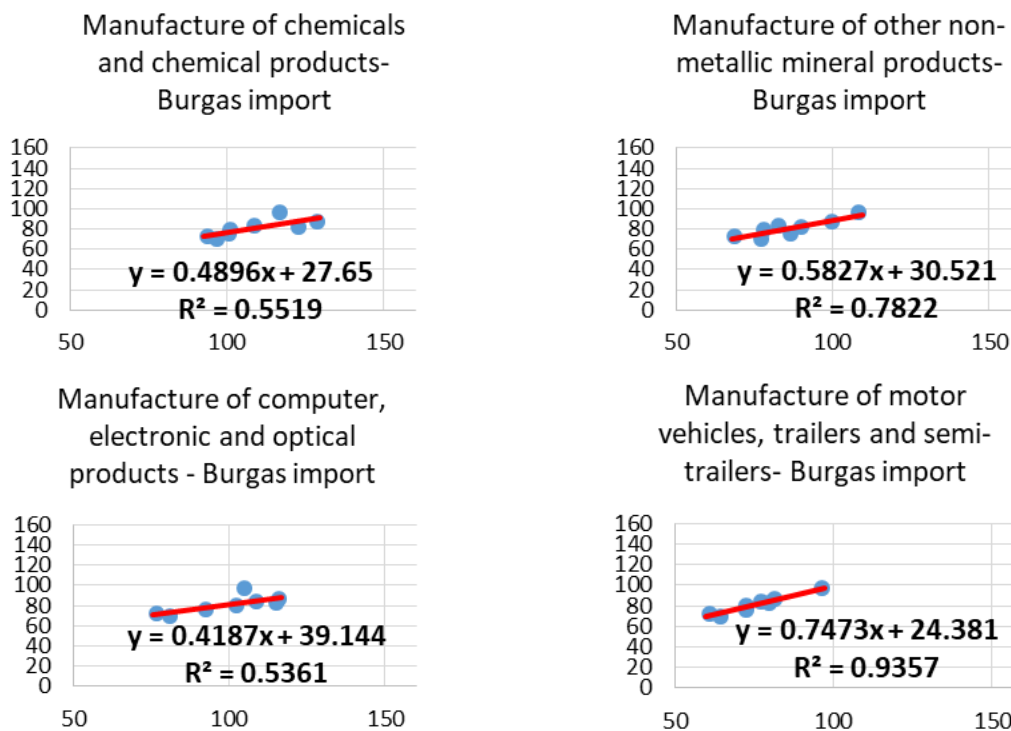 Manufacture of chemicals
and chemical products-
Burgas import
160
140
120
100
80
60
40
20
0
y = 0.4896x + 27.65
R² = 0.5519
50
100
150
Manufacture of other non-
metallic mineral products-
Burgas import
160
140
120
100
80
60
40
20
0
y = 0.5827x + 30.521
R² = 0.7822
50
100
150
Manufacture of computer,
electronic and optical
products - Burgas import
160
140
120
100
80
60
40
20
0
y = 0.4187x + 39.144
R² = 0.5361
50
100
150
Manufacture of motor
vehicles, trailers and semi-
trailers- Burgas import
160
140
120
100
80
60
40
20
0
y = 0.7473x + 24.381
R² = 0.9357
50
100
150